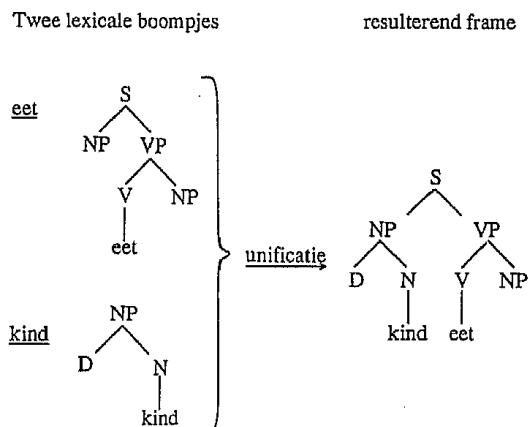 Twee lexicale boompjes
resulterend frame
eet
S
NP VP
V NP
eet
kind
NP
D N
kind
unificatie
S
NP VP
D N V NP
kind eet